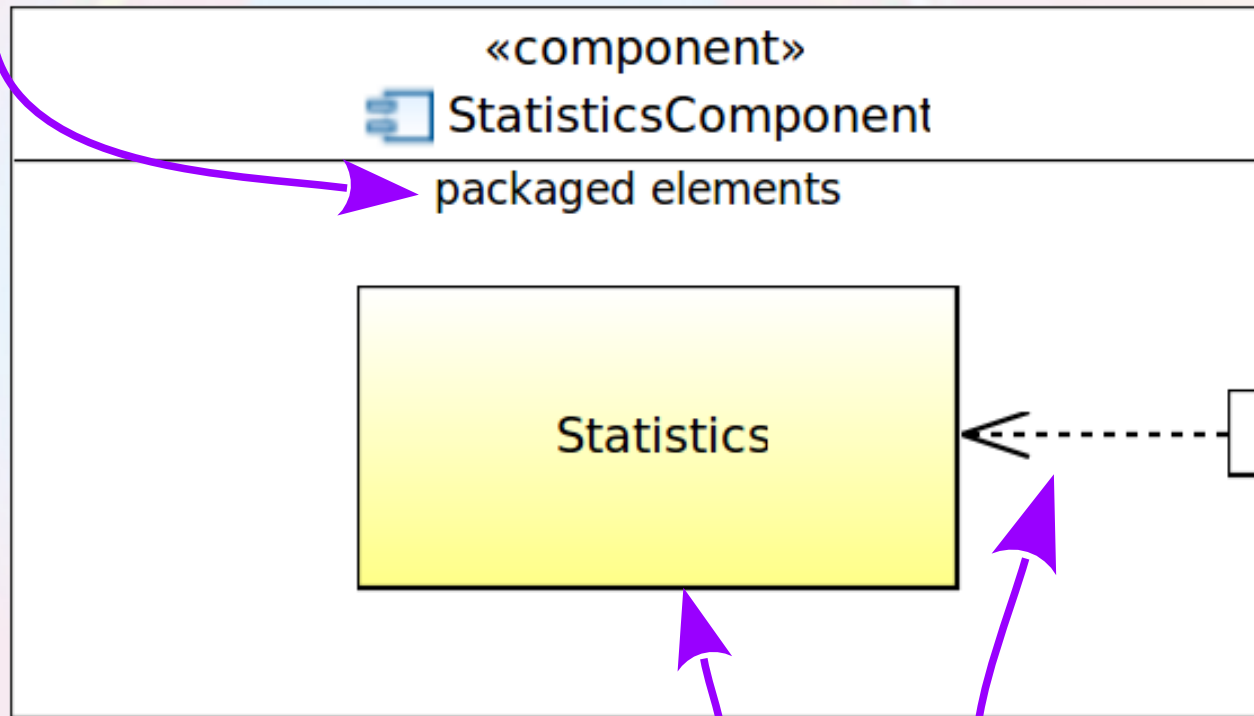 «component»
StatisticsComponent
packaged elements
Statistics